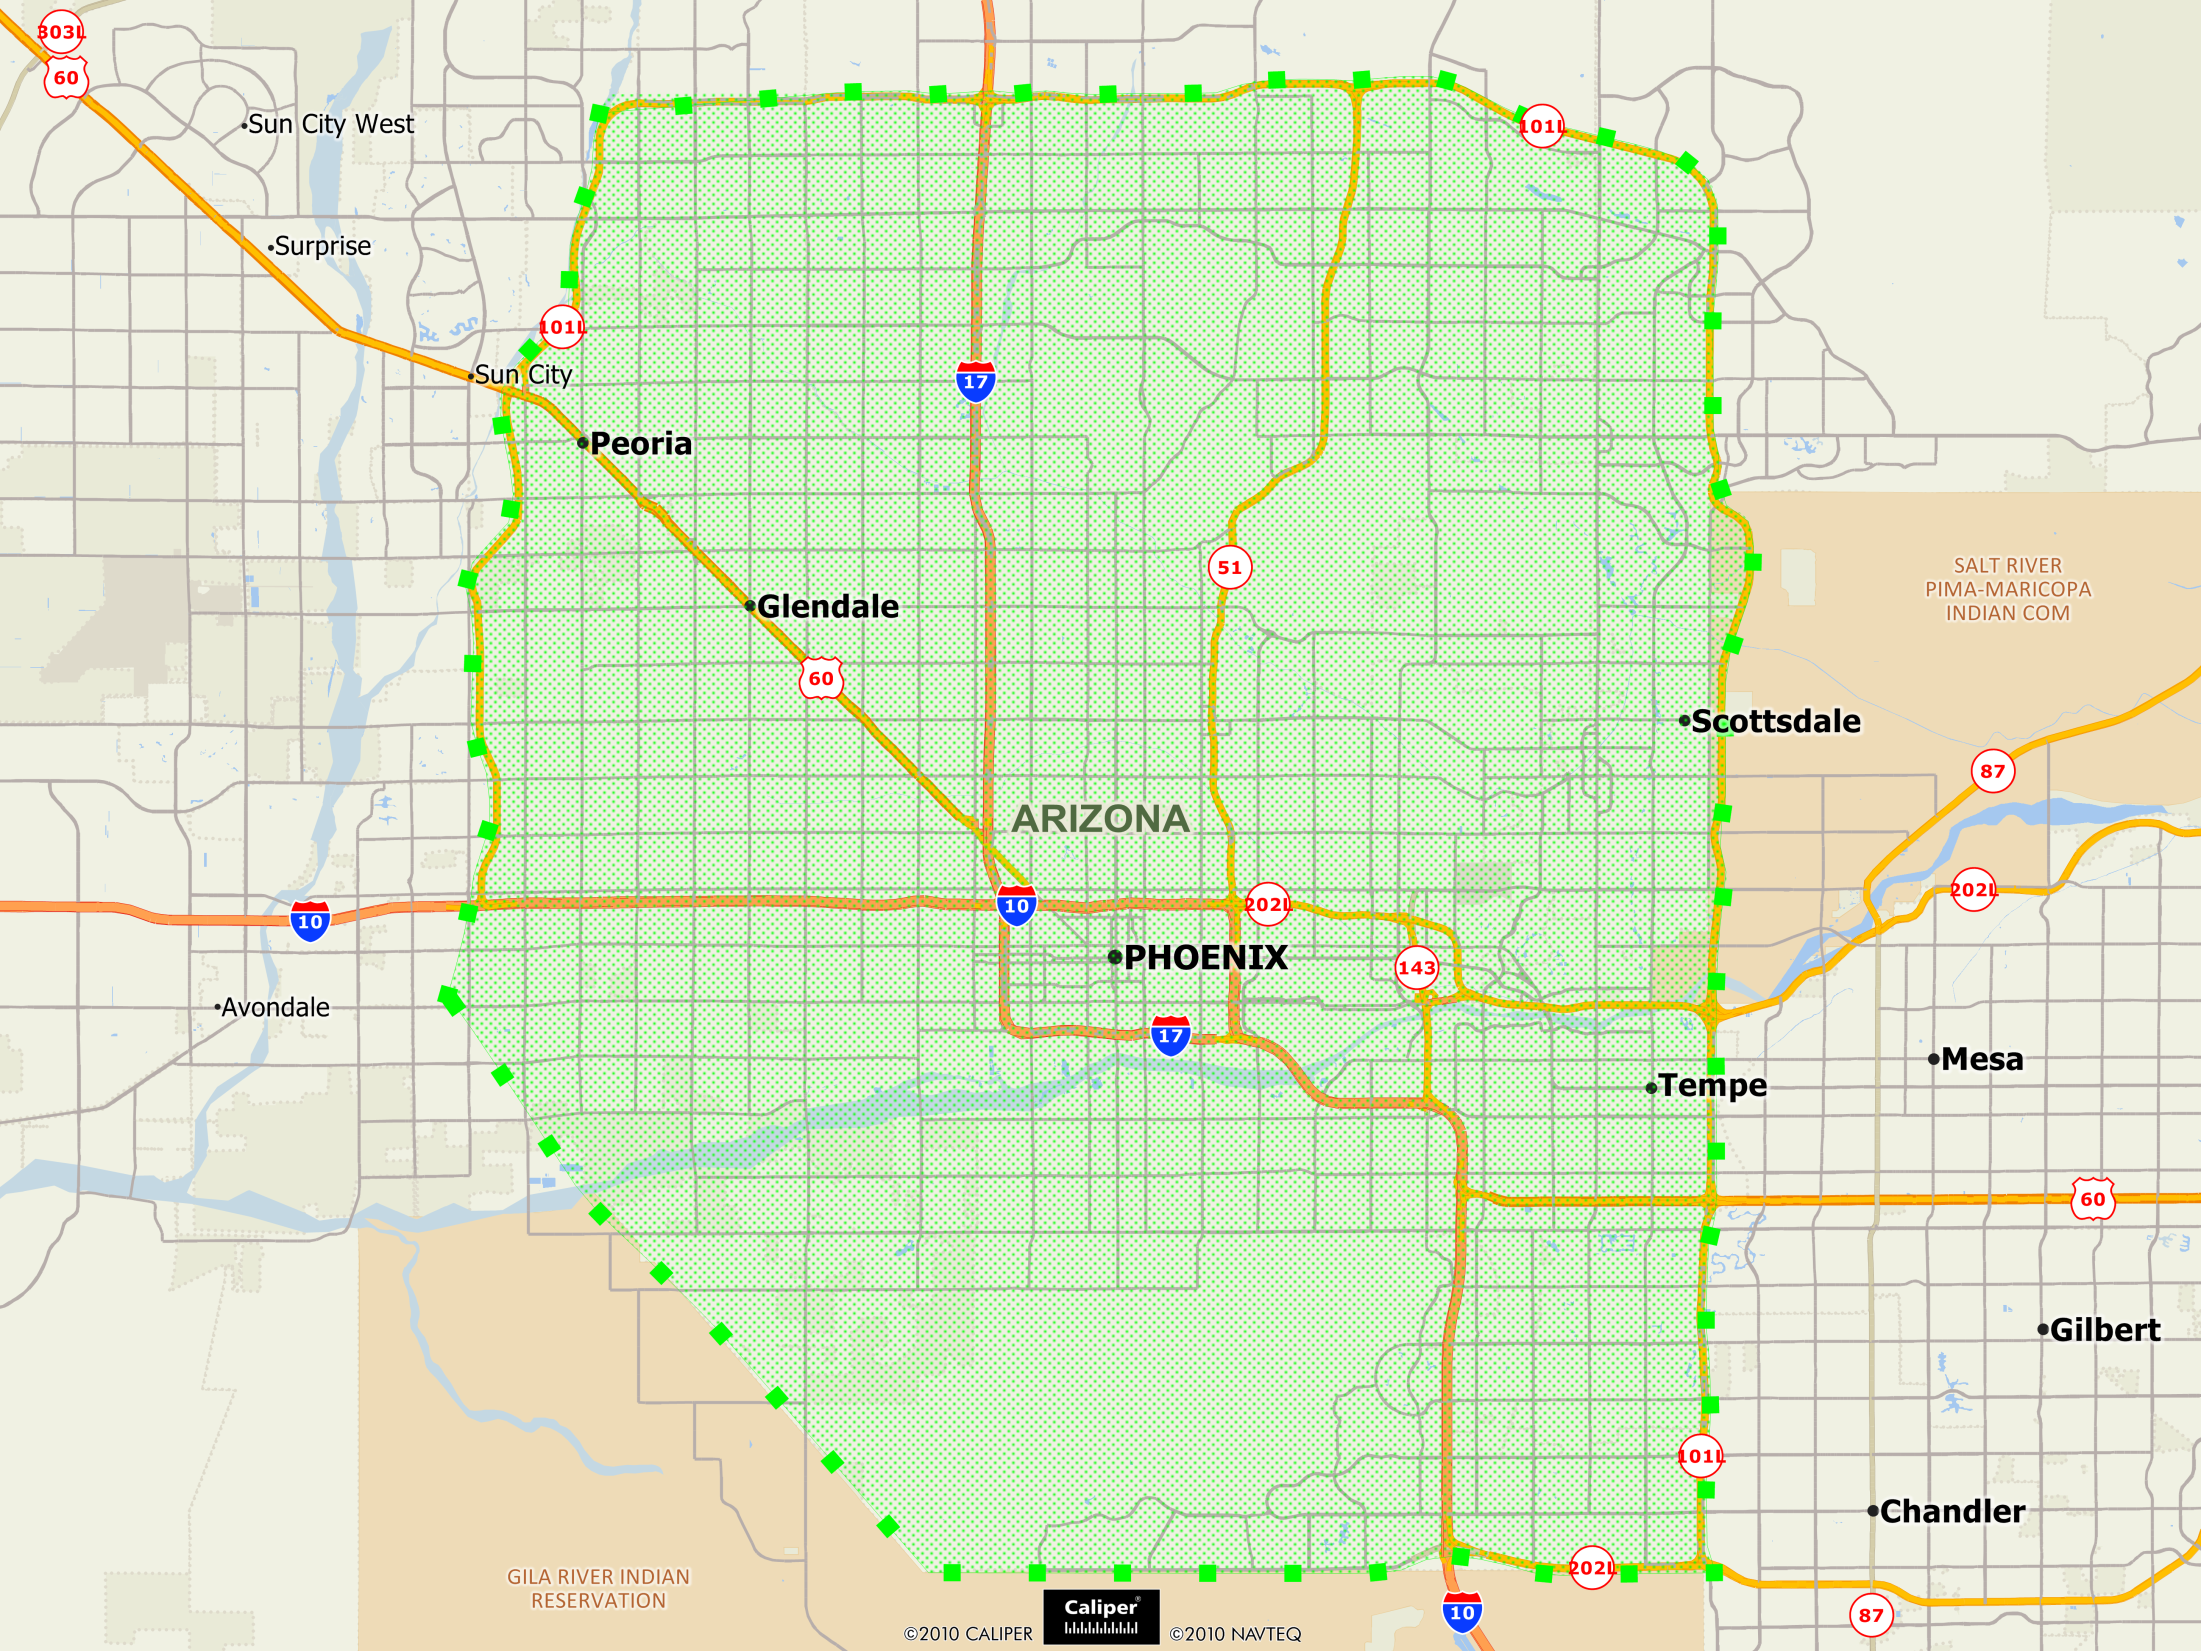 303L
60
Sun City West
101L
Surprise
101L
Sun City
17
Peoria
51
SALT RIVER
PIMA-MARICOPA
INDIAN COM
Glendale
60
Scottsdale
87
ARIZONA
202L
10
10
202L
PHOENIX
143
Avondale
17
Mesa
Tempe
60
Gilbert
101L
Chandler
202L
GILA RIVER INDIAN
RESERVATION
10
87
©2010 CALIPER
Caliper®
©2010 NAVTEQ